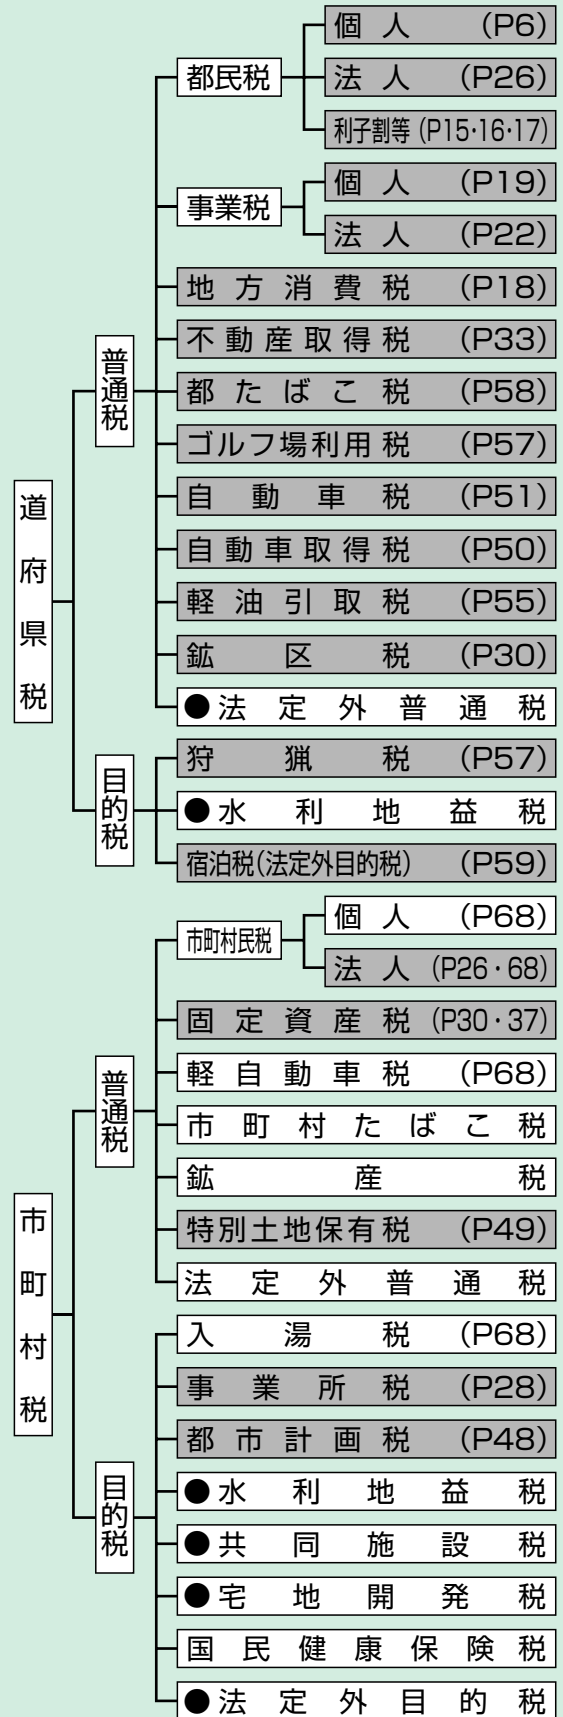 道府県税
普通税
都民税
個人 (P6)
法人 (P26)
利子割等 (P15・16・17)
事業税
個人 (P19)
法人 (P22)
地方消費税 (P18)
不動産取得税 (P33)
都たばこ税 (P58)
ゴルフ場利用税 (P57)
自動車税 (P51)
自動車取得税 (P50)
軽油引取税 (P55)
鉱区税 (P30)
●法定外普通税
目的税
狩猟税 (P57)
●水利地益税
宿泊税(法定外目的税) (P59)
市町村税
普通税
市町村民税
個人 (P68)
法人 (P26・68)
固定資産税 (P30・37)
軽自動車税 (P68)
市町村たばこ税
鉱産税
特別土地保有税 (P49)
法定外普通税
目的税
入湯税 (P68)
事業所税 (P28)
都市計画税 (P48)
●水利地益税
●共同施設税
●宅地開発税
国民健康保険税
●法定外目的税